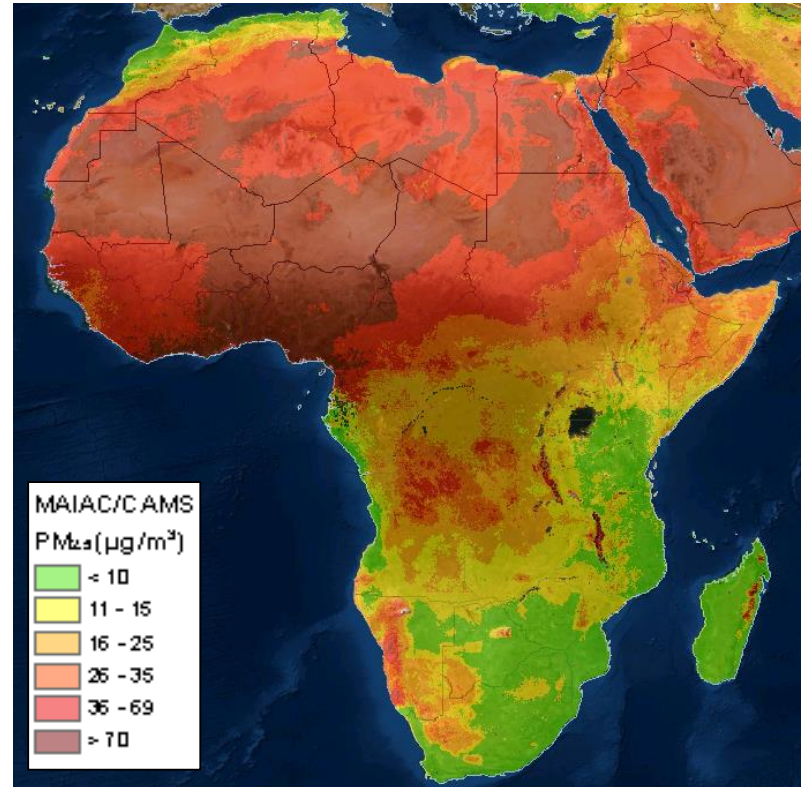 MAIAC/CAMS
PM₂.₅ (µg/m³)
< 10
11 - 15
16 - 25
26 - 35
36 - 69
> 70